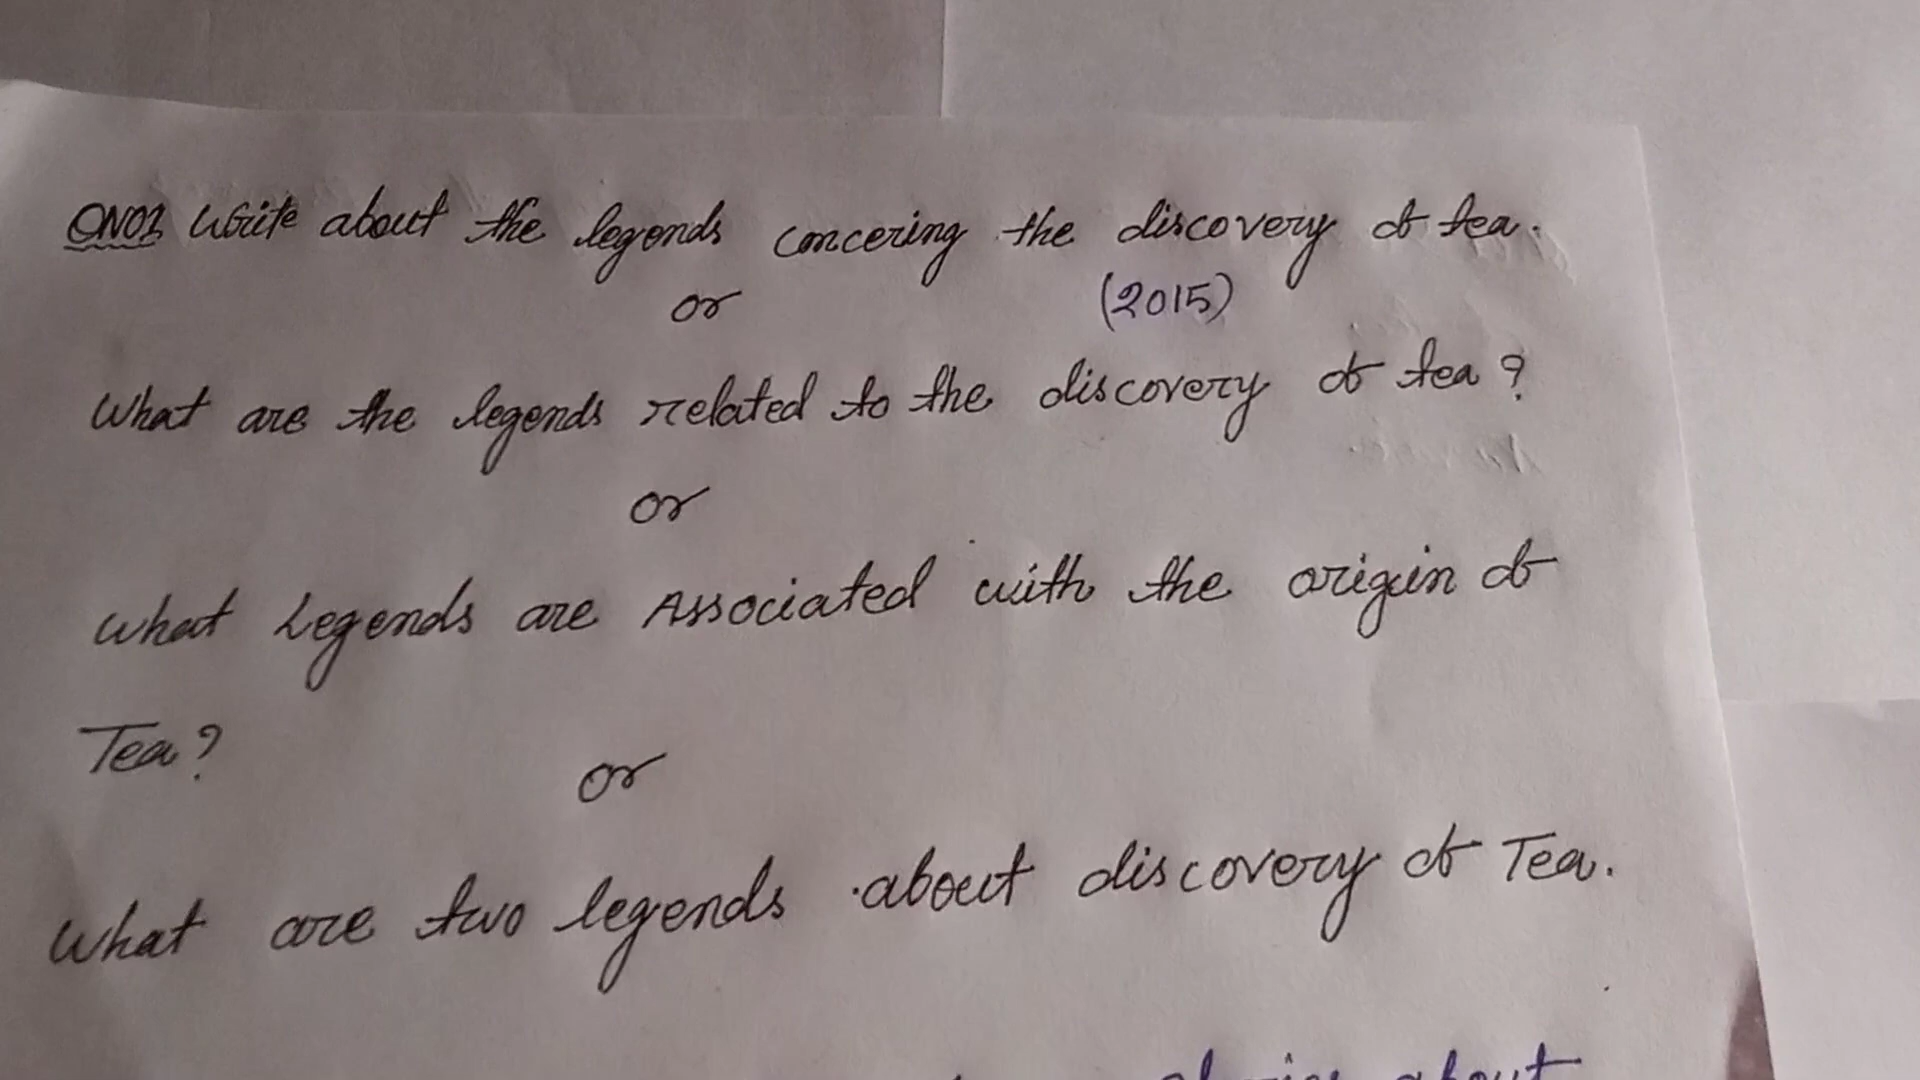 QNO1 Write about the legends concering the discovery of tea.
or (2015)
What are the legends related to the discovery of tea?
or
What Legends are Associated with the origin of
Tea?
or
What are two legends about discovery of Tea.
about